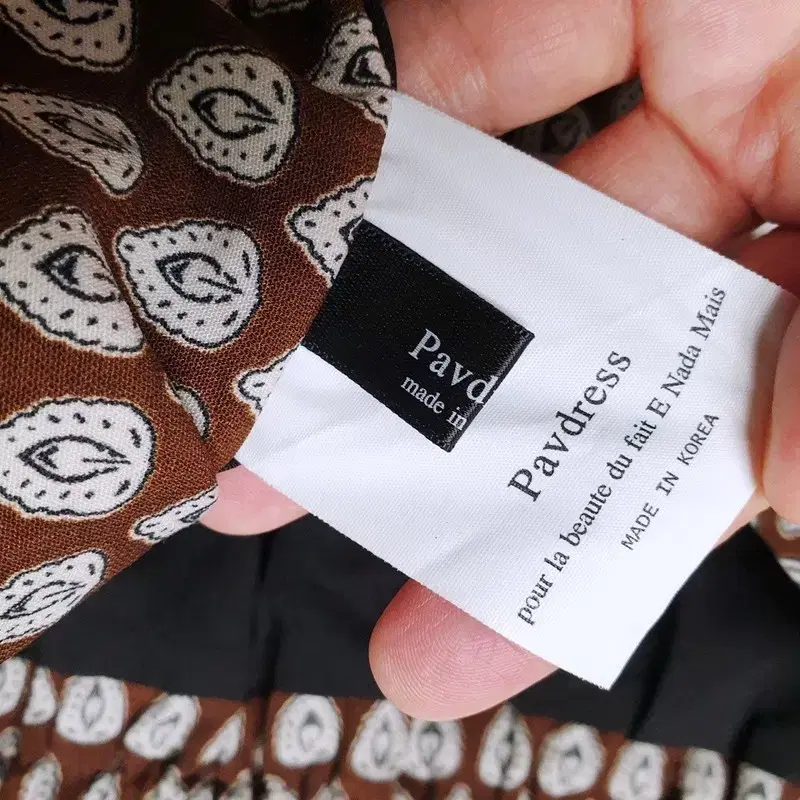 Pavd
made in
Pavdress
pour la beaute du fait E Nada Mais
MADE IN KOREA